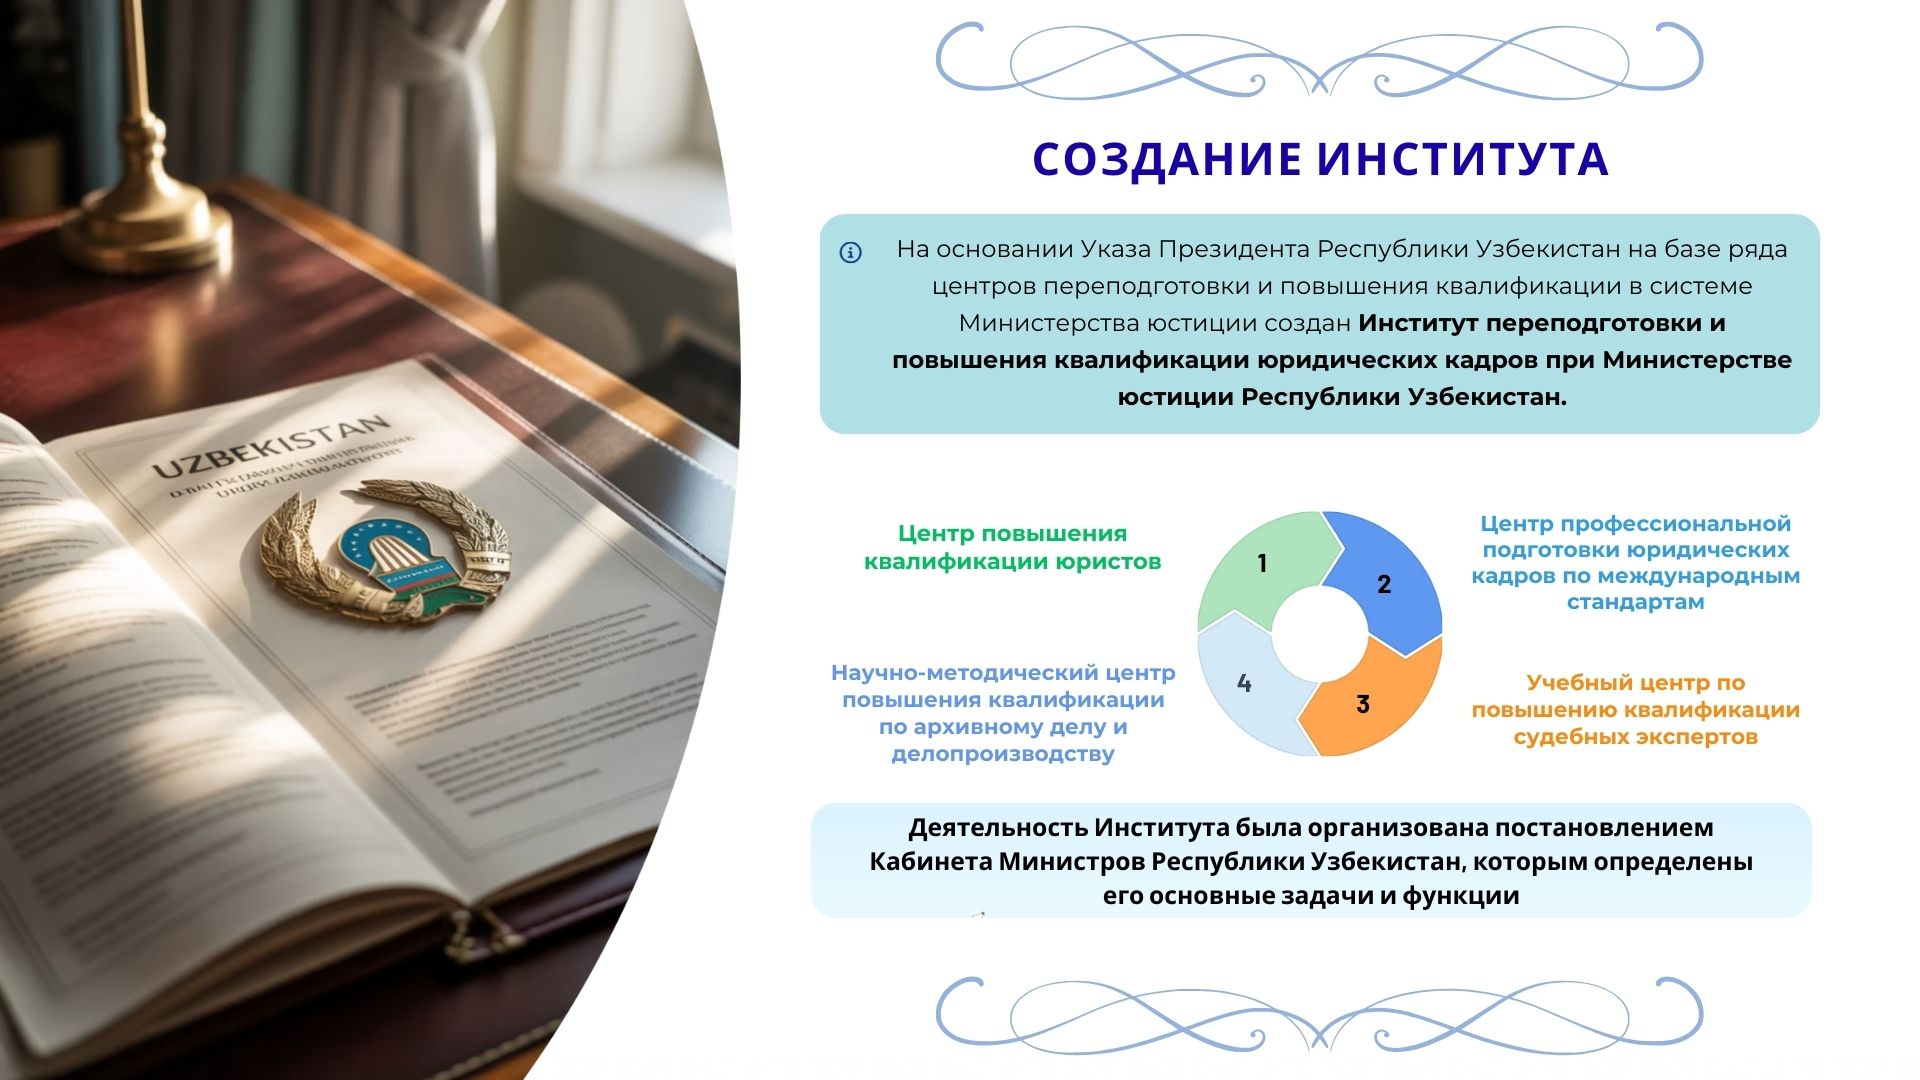 СОЗДАНИЕ ИНСТИТУТА
На основании Указа Президента Республики Узбекистан на базе ряда
центров переподготовки и повышения квалификации в системе
Министерства юстиции создан Институт переподготовки и
повышения квалификации юридических кадров при Министерстве
юстиции Республики Узбекистан.
Центр повышения
квалификации юристов
1
2
Центр профессиональной
подготовки юридических
кадров по международным
стандартам
Научно-методический центр
повышения квалификации
по архивному делу и
делопроизводству
4
3
Учебный центр по
повышению квалификации
судебных экспертов
Деятельность Института была организована постановлением
Кабинета Министров Республики Узбекистан, которым определены
его основные задачи и функции
UZBEKISTAN